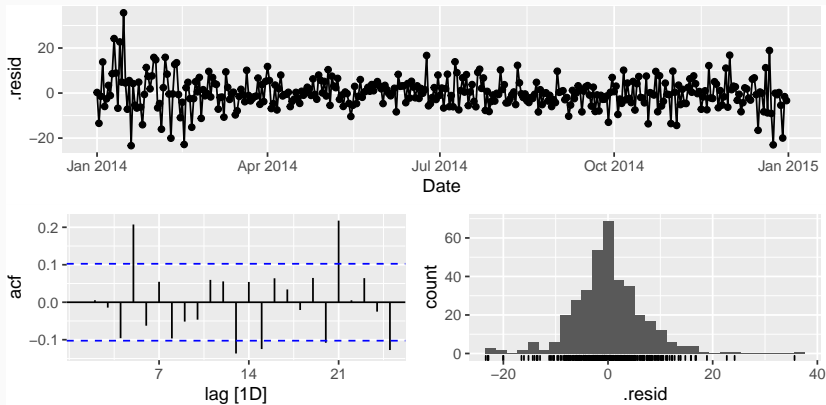 .resid
20
0
−20
Jan 2014
Apr 2014
Jul 2014
Oct 2014
Jan 2015
Date
acf
0.2
0.1
0.0
−0.1
7
14
21
lag [1D]
count
60
40
20
0
−20
0
20
40
.resid